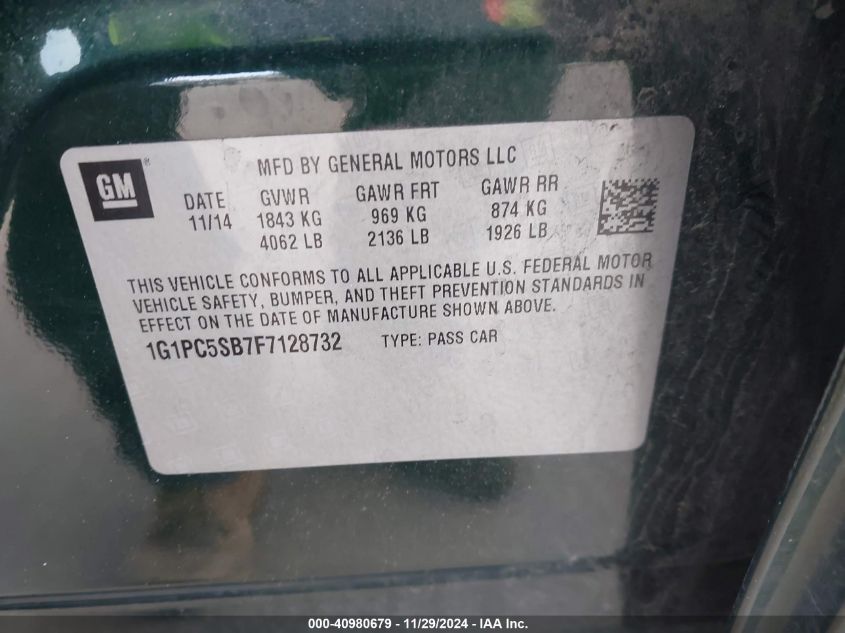 GM ®
MFD BY GENERAL MOTORS LLC
DATE GVWR GAWR FRT GAWR RR
11/14 1843 KG 969 KG 874 KG
4062 LB 2136 LB 1926 LB
THIS VEHICLE CONFORMS TO ALL APPLICABLE U.S. FEDERAL MOTOR
VEHICLE SAFETY, BUMPER, AND THEFT PREVENTION STANDARDS IN
EFFECT ON THE DATE OF MANUFACTURE SHOWN ABOVE.
1G1PC5SB7F7128732 TYPE: PASS CAR
000-40980679 - 11/29/2024 - IAA Inc.